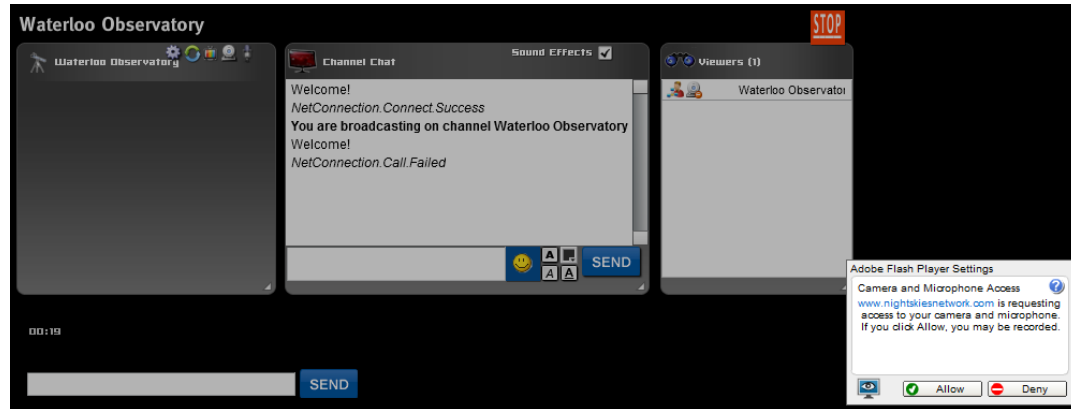 Waterloo Observatory
STOP
Waterloo Observatory
Channel Chat
Sound Effects
Viewers (1)
Welcome!
NetConnection.Connect.Success
You are broadcasting on channel Waterloo Observatory
Welcome!
NetConnection.Call.Failed
Waterloo Observator
A
A A
SEND
Adobe Flash Player Settings
Camera and Microphone Access
www.nightskiesnetwork.com is requesting
access to your camera and microphone.
If you click Allow, you may be recorded.
Allow
Deny
00:19
SEND